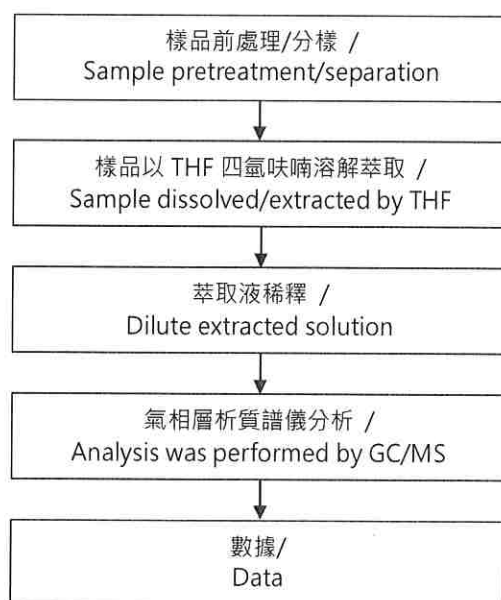 樣品前處理/分樣 /
Sample pretreatment/separation
樣品以 THF 四氫呋喃溶解萃取 /
Sample dissolved/extracted by THF
萃取液稀釋 /
Dilute extracted solution
氣相層析質譜儀分析 /
Analysis was performed by GC/MS
數據/
Data